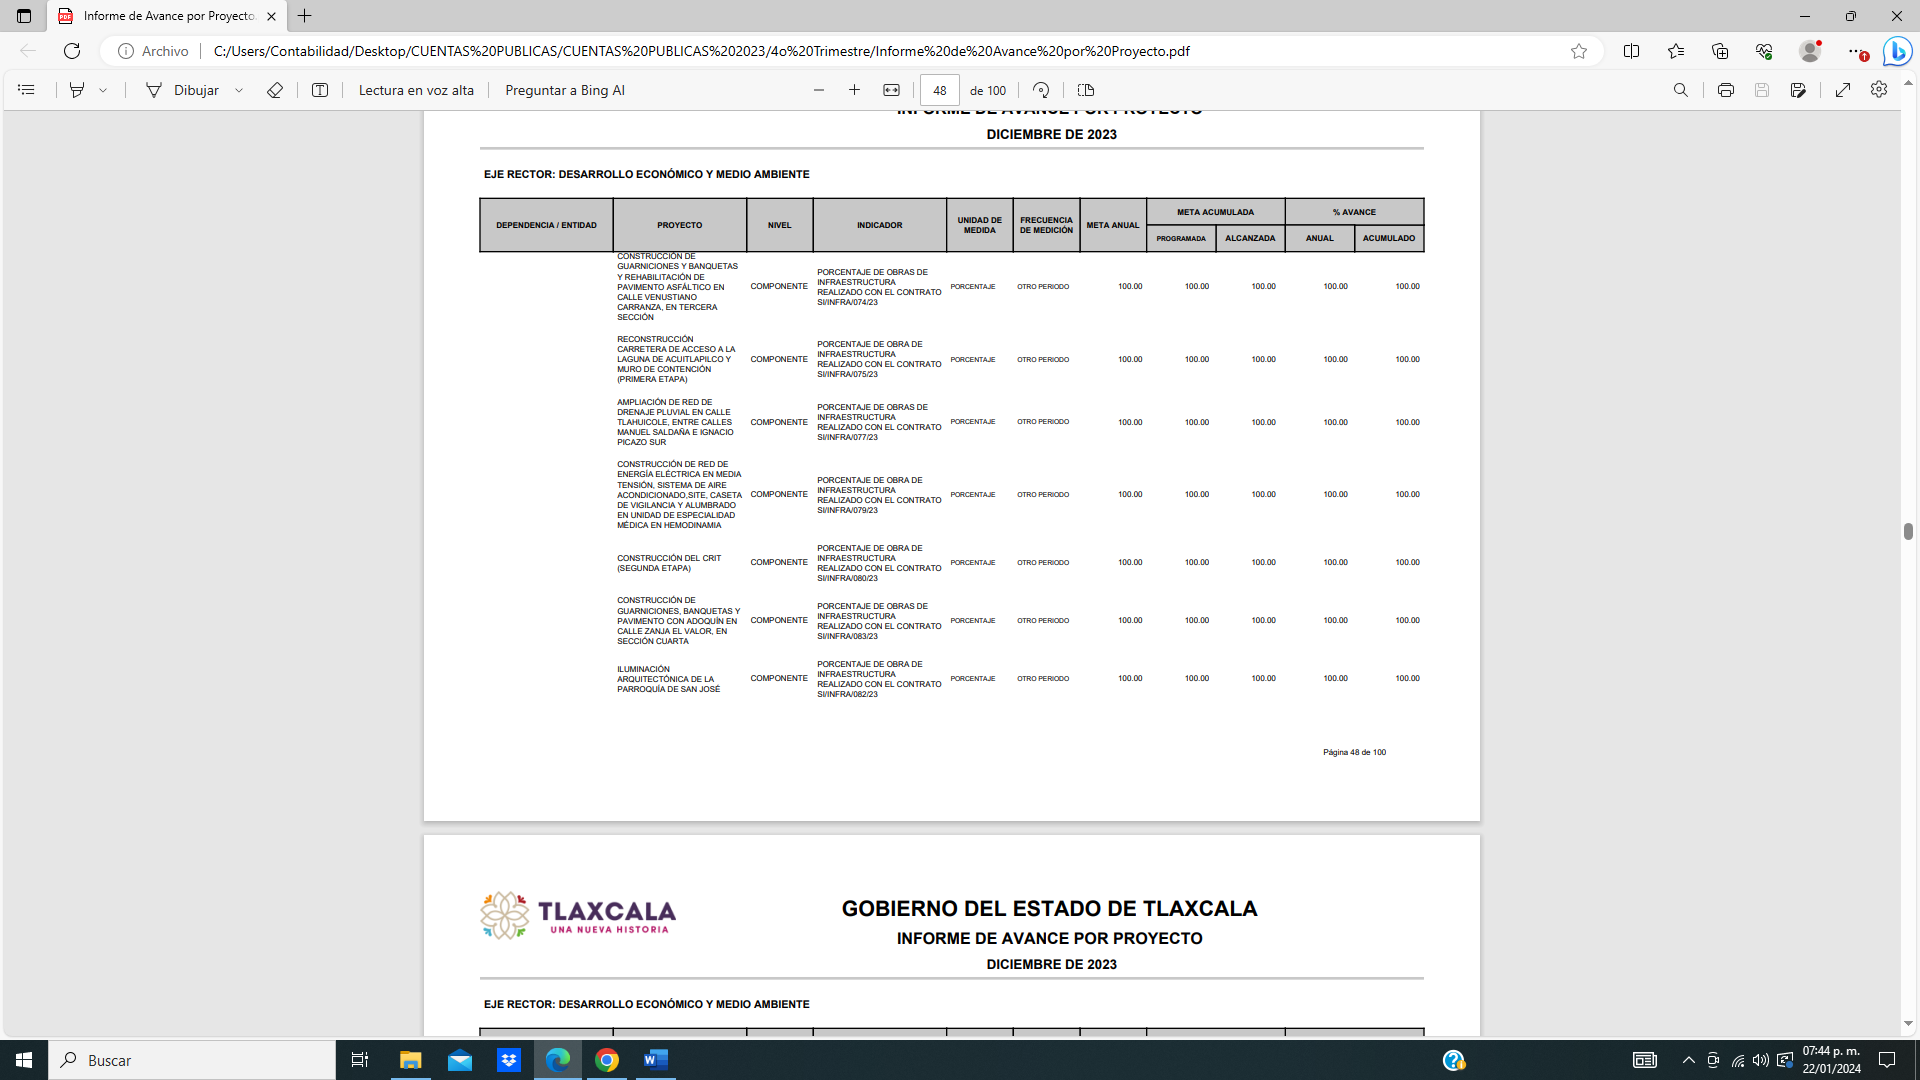 Informe de Avance por Proyecto.
Archivo
C:/Users/Contabilidad/Desktop/CUENTAS%20PUBLICAS/CUENTAS%20PUBLICAS%202023/4o%20Trimestre/Informe%20de%20Avance%20por%20Proyecto.pdf
Dibujar
Lectura en voz alta
Preguntar a Bing AI
48
de 100
INFORME DE AVANCE POR PROYECTO
DICIEMBRE DE 2023
EJE RECTOR: DESARROLLO ECONÓMICO Y MEDIO AMBIENTE
DEPENDENCIA / ENTIDAD
PROYECTO
NIVEL
INDICADOR
UNIDAD DE
MEDIDA
FRECUENCIA
DE MEDICIÓN
META ANUAL
META ACUMULADA
PROGRAMADA
ALCANZADA
% AVANCE
ANUAL
ACUMULADO
CONSTRUCCIÓN DE
GUARNICIONES Y BANQUETAS
Y REHABILITACIÓN DE
PAVIMENTO ASFÁLTICO EN
CALLE VENUSTIANO
CARRANZA, EN TERCERA
SECCIÓN
COMPONENTE
PORCENTAJE DE OBRAS DE
INFRAESTRUCTURA
REALIZADO CON EL CONTRATO
SI/INFRA/074/23
PORCENTAJE
OTRO PERIODO
100.00
100.00
100.00
100.00
100.00
RECONSTRUCCIÓN
CARRETERA DE ACCESO A LA
LAGUNA DE ACUITLAPILCO Y
MURO DE CONTENCIÓN
(PRIMERA ETAPA)
COMPONENTE
PORCENTAJE DE OBRA DE
INFRAESTRUCTURA
REALIZADO CON EL CONTRATO
SI/INFRA/075/23
PORCENTAJE
OTRO PERIODO
100.00
100.00
100.00
100.00
100.00
AMPLIACIÓN DE RED DE
DRENAJE PLUVIAL EN CALLE
TLAHUICOLE, ENTRE CALLES
MANUEL SALDAÑA E IGNACIO
PICAZO SUR
COMPONENTE
PORCENTAJE DE OBRAS DE
INFRAESTRUCTURA
REALIZADO CON EL CONTRATO
SI/INFRA/077/23
PORCENTAJE
OTRO PERIODO
100.00
100.00
100.00
100.00
100.00
CONSTRUCCIÓN DE RED DE
ENERGÍA ELÉCTRICA EN MEDIA
TENSIÓN, SISTEMA DE AIRE
ACONDICIONADO,SITE, CASETA
DE VIGILANCIA Y ALUMBRADO
EN UNIDAD DE ESPECIALIDAD
MÉDICA EN HEMODINAMIA
COMPONENTE
PORCENTAJE DE OBRA DE
INFRAESTRUCTURA
REALIZADO CON EL CONTRATO
SI/INFRA/079/23
PORCENTAJE
OTRO PERIODO
100.00
100.00
100.00
100.00
100.00
CONSTRUCCIÓN DEL CRIT
(SEGUNDA ETAPA)
COMPONENTE
PORCENTAJE DE OBRA DE
INFRAESTRUCTURA
REALIZADO CON EL CONTRATO
SI/INFRA/080/23
PORCENTAJE
OTRO PERIODO
100.00
100.00
100.00
100.00
100.00
CONSTRUCCIÓN DE
GUARNICIONES, BANQUETAS Y
PAVIMENTO CON ADOQUÍN EN
CALLE ZANJA EL VALOR, EN
SECCIÓN CUARTA
COMPONENTE
PORCENTAJE DE OBRAS DE
INFRAESTRUCTURA
REALIZADO CON EL CONTRATO
SI/INFRA/083/23
PORCENTAJE
OTRO PERIODO
100.00
100.00
100.00
100.00
100.00
ILUMINACIÓN
ARQUITECTÓNICA DE LA
PARROQUÍA DE SAN JOSÉ
COMPONENTE
PORCENTAJE DE OBRA DE
INFRAESTRUCTURA
REALIZADO CON EL CONTRATO
SI/INFRA/082/23
PORCENTAJE
OTRO PERIODO
100.00
100.00
100.00
100.00
100.00
Página 48 de 100
TLAXCALA
UNA NUEVA HISTORIA
GOBIERNO DEL ESTADO DE TLAXCALA
INFORME DE AVANCE POR PROYECTO
DICIEMBRE DE 2023
EJE RECTOR: DESARROLLO ECONÓMICO Y MEDIO AMBIENTE
Buscar
07:44 p. m.
22/01/2024